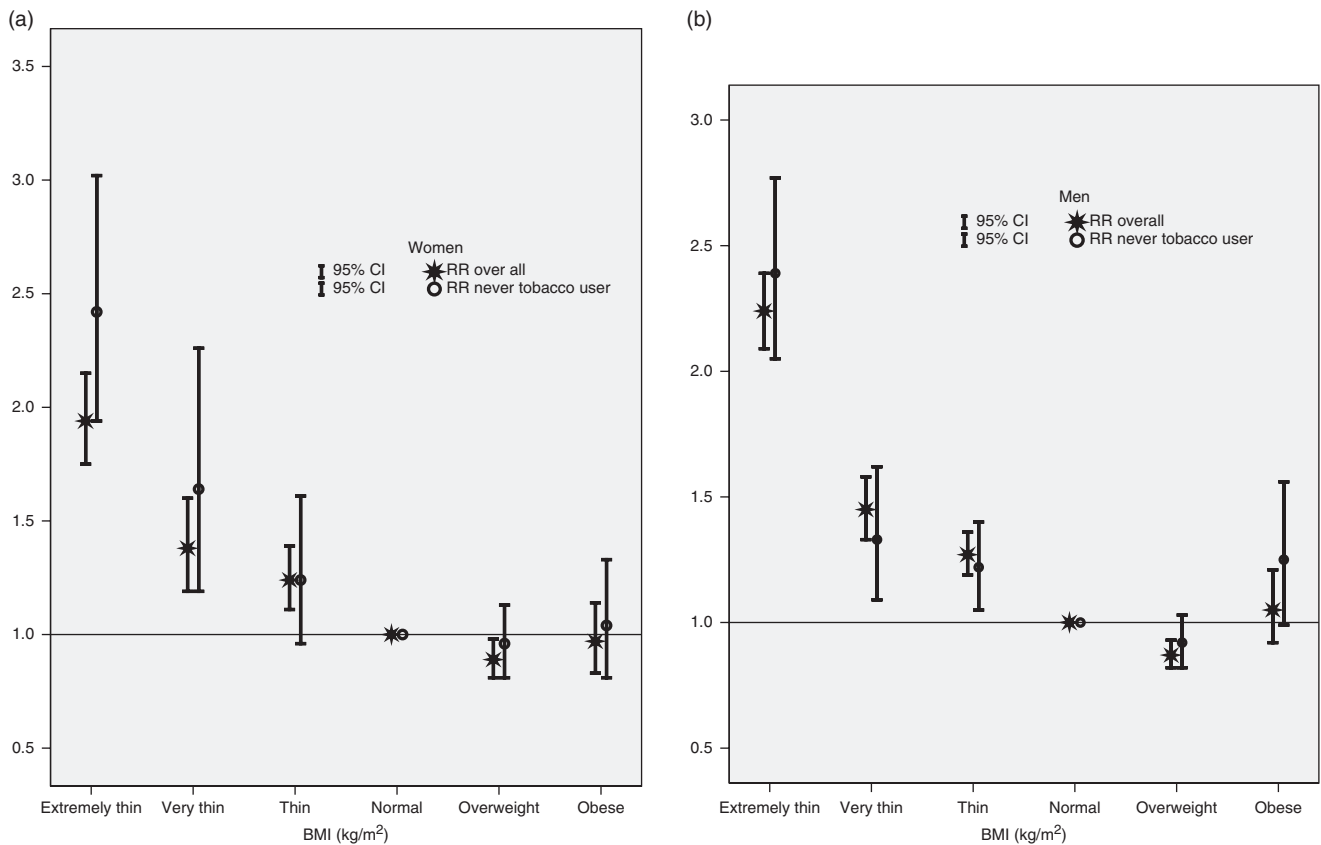 (a)
3.5
3.0
2.5
2.0
1.5
1.0
0.5
Women
95% CI RR over all
95% CI RR never tobacco user
Extremely thin Very thin Thin Normal Overweight Obese
BMI (kg/m²)
(b)
3.0
2.5
2.0
1.5
1.0
0.5
Men
95% CI RR overall
95% CI RR never tobacco user
Extremely thin Very thin Thin Normal Overweight Obese
BMI (kg/m²)